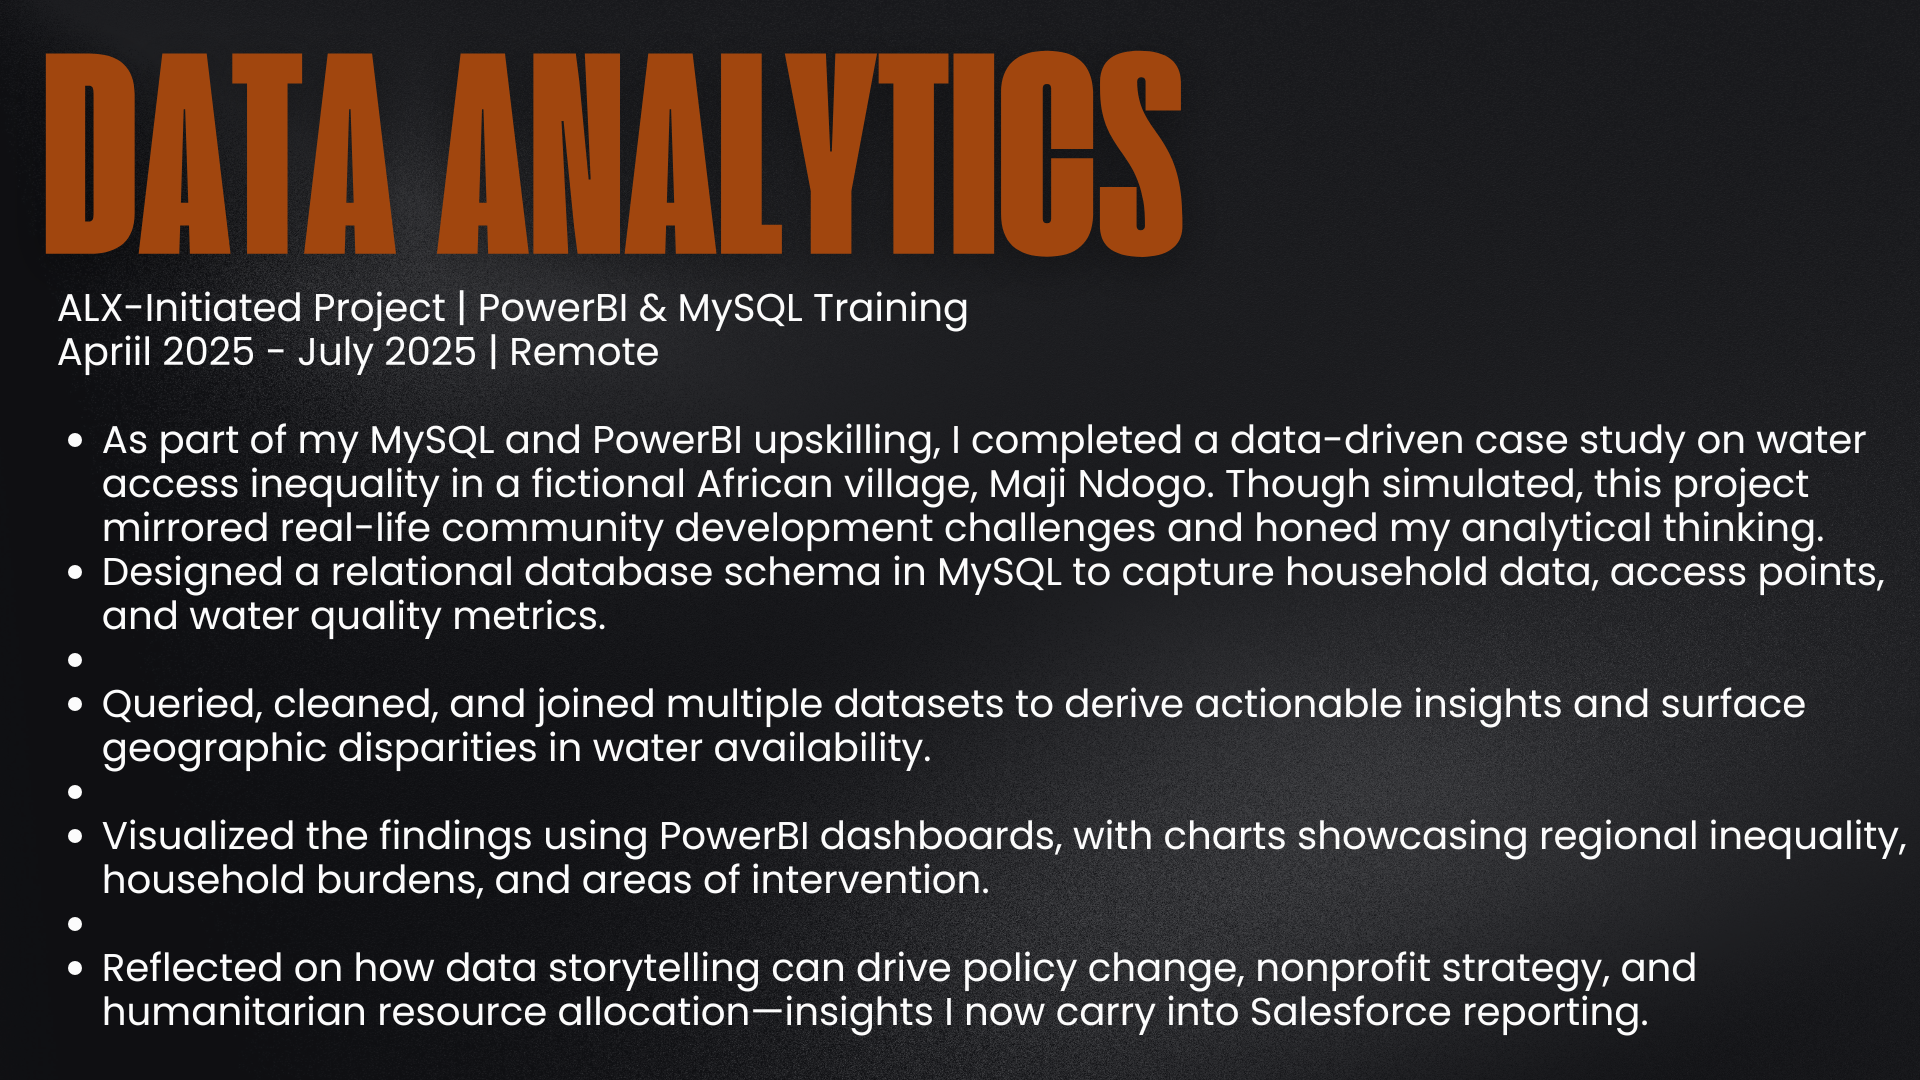 DATA ANALYTICS
ALX-Initiated Project | PowerBI & MySQL Training
Apriil 2025 - July 2025 | Remote
• As part of my MySQL and PowerBI upskilling, I completed a data-driven case study on water
access inequality in a fictional African village, Maji Ndogo. Though simulated, this project
mirrored real-life community development challenges and honed my analytical thinking.
• Designed a relational database schema in MySQL to capture household data, access points,
and water quality metrics.
•
• Queried, cleaned, and joined multiple datasets to derive actionable insights and surface
geographic disparities in water availability.
•
• Visualized the findings using PowerBI dashboards, with charts showcasing regional inequality,
household burdens, and areas of intervention.
•
• Reflected on how data storytelling can drive policy change, nonprofit strategy, and
humanitarian resource allocation—insights I now carry into Salesforce reporting.